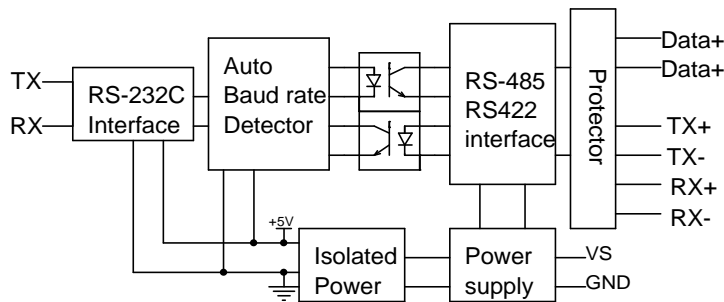 TX
RX
RS-232C
Interface
Auto
Baud rate
Detector
RS-485
RS422
interface
Protector
Data+
Data+
TX+
TX-
RX+
RX-
+5V
Isolated
Power
Power
supply
VS
GND